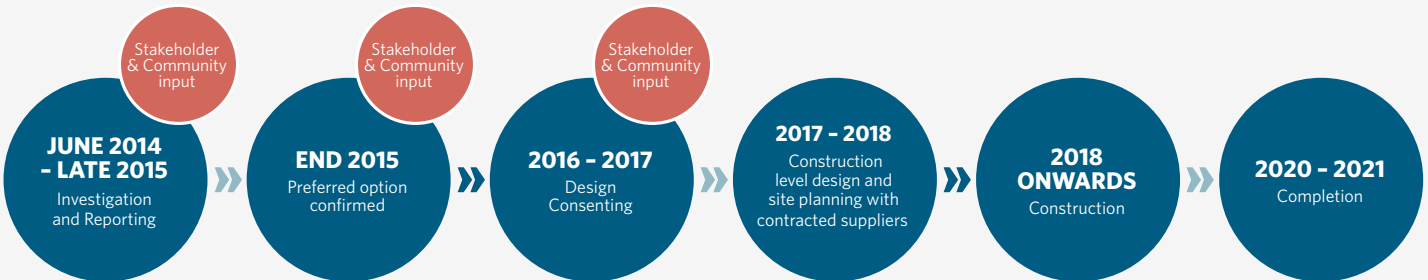 Stakeholder
& Community
input
JUNE 2014
– LATE 2015
Investigation
and Reporting
Stakeholder
& Community
input
END 2015
Preferred option
confirmed
Stakeholder
& Community
input
2016 – 2017
Design
Consenting
2017 – 2018
Construction
level design and
site planning with
contracted suppliers
2018
ONWARDS
Construction
2020 – 2021
Completion